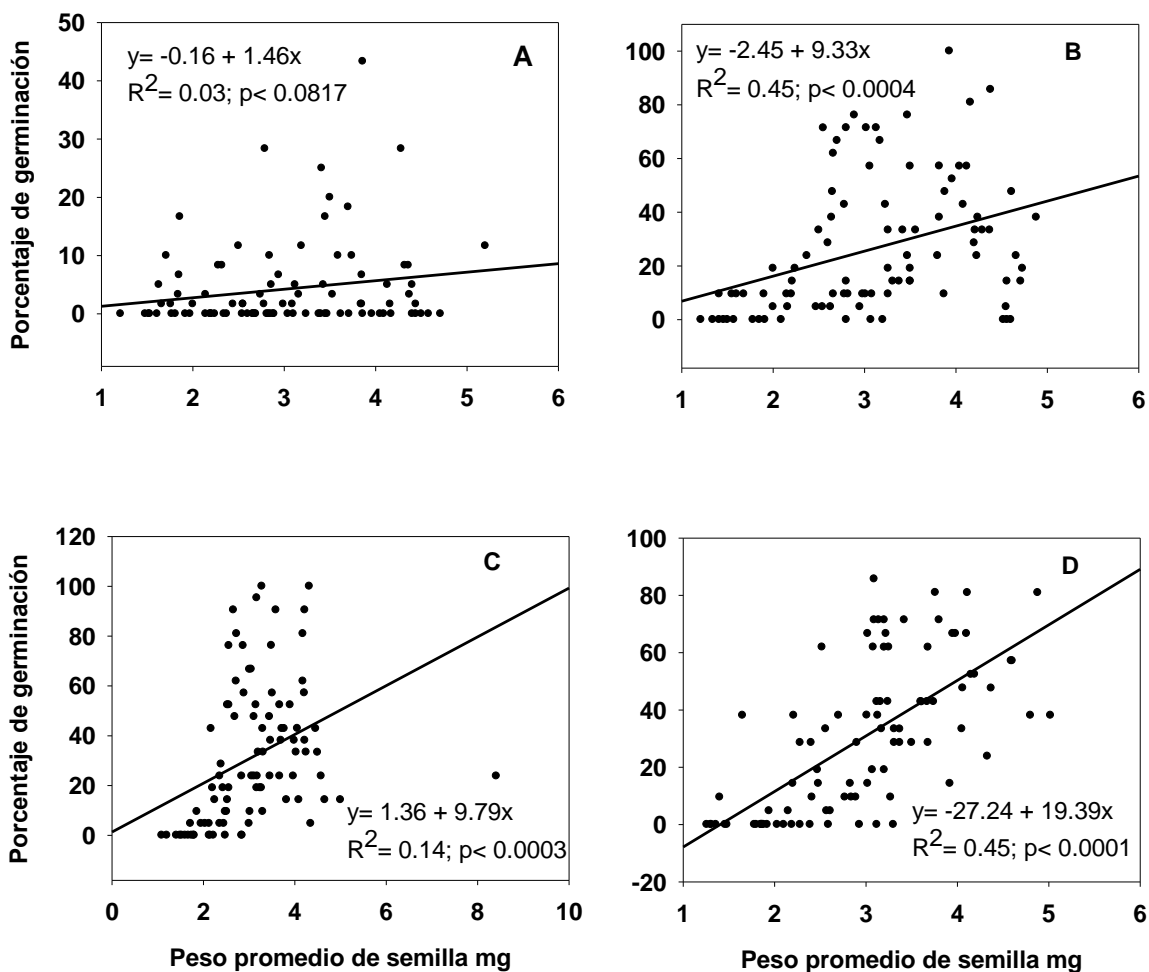 y= -0.16 + 1.46x
R2= 0.03; p< 0.0817
A
Porcentaje de germinación
50
40
30
20
10
0
1 2 3 4 5 6
y= -2.45 + 9.33x
R2= 0.45; p< 0.0004
B
100
80
60
40
20
0
1 2 3 4 5 6
C
Porcentaje de germinación
120
100
80
60
40
20
0
y= 1.36 + 9.79x
R2= 0.14; p< 0.0003
0 2 4 6 8 10
Peso promedio de semilla mg
D
100
80
60
40
20
0
-20
y= -27.24 + 19.39x
R2= 0.45; p< 0.0001
1 2 3 4 5 6
Peso promedio de semilla mg